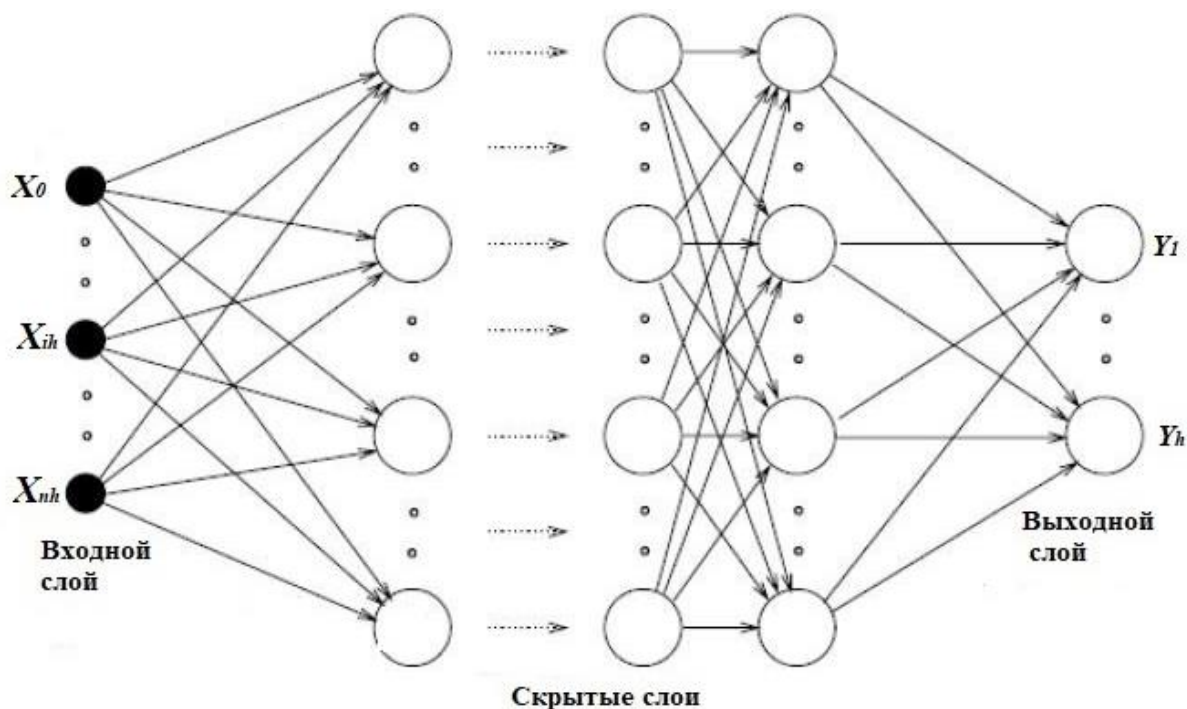 X0
Xih
Xnh
Входной
слой
Y1
Yh
Выходной
слой
Скрытые слои